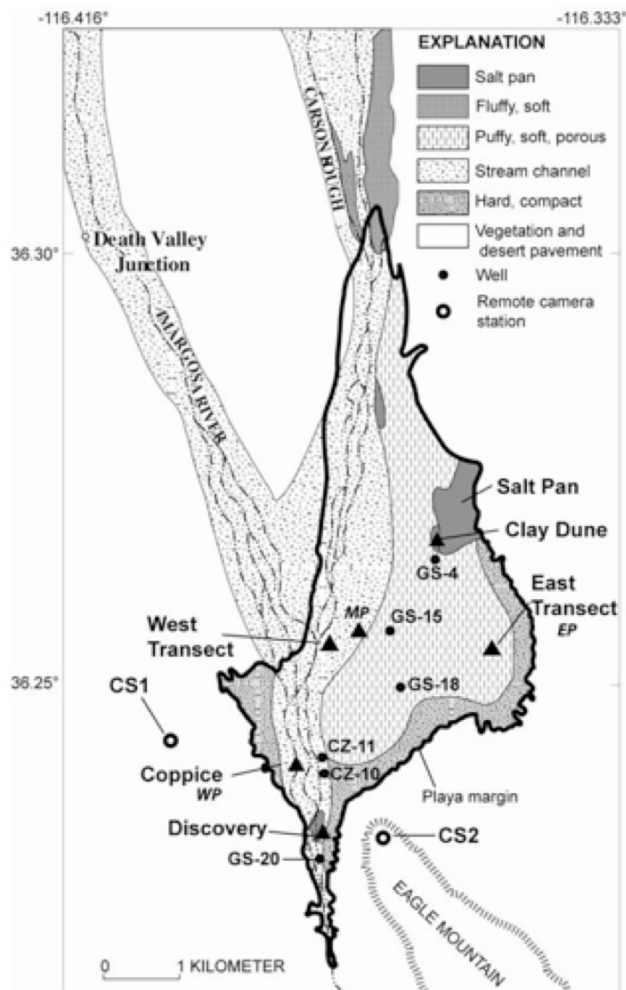 -116.416°
-116.333°
EXPLANATION
Salt pan
Fluffy, soft
Puffy, soft, porous
Stream channel
Hard, compact
Vegetation and
desert pavement
Well
Remote camera
station
CARSON SLOUGH
36.30°
Death Valley
Junction
AMARGOSA RIVER
Salt Pan
Clay Dune
GS-4
East
Transect
EP
MP
GS-15
West
Transect
GS-18
36.25°
CS1
CZ-11
CZ-10
Coppice
WP
Playa margin
Discovery
CS2
GS-20
EAGLE MOUNTAIN
0 1 KILOMETER